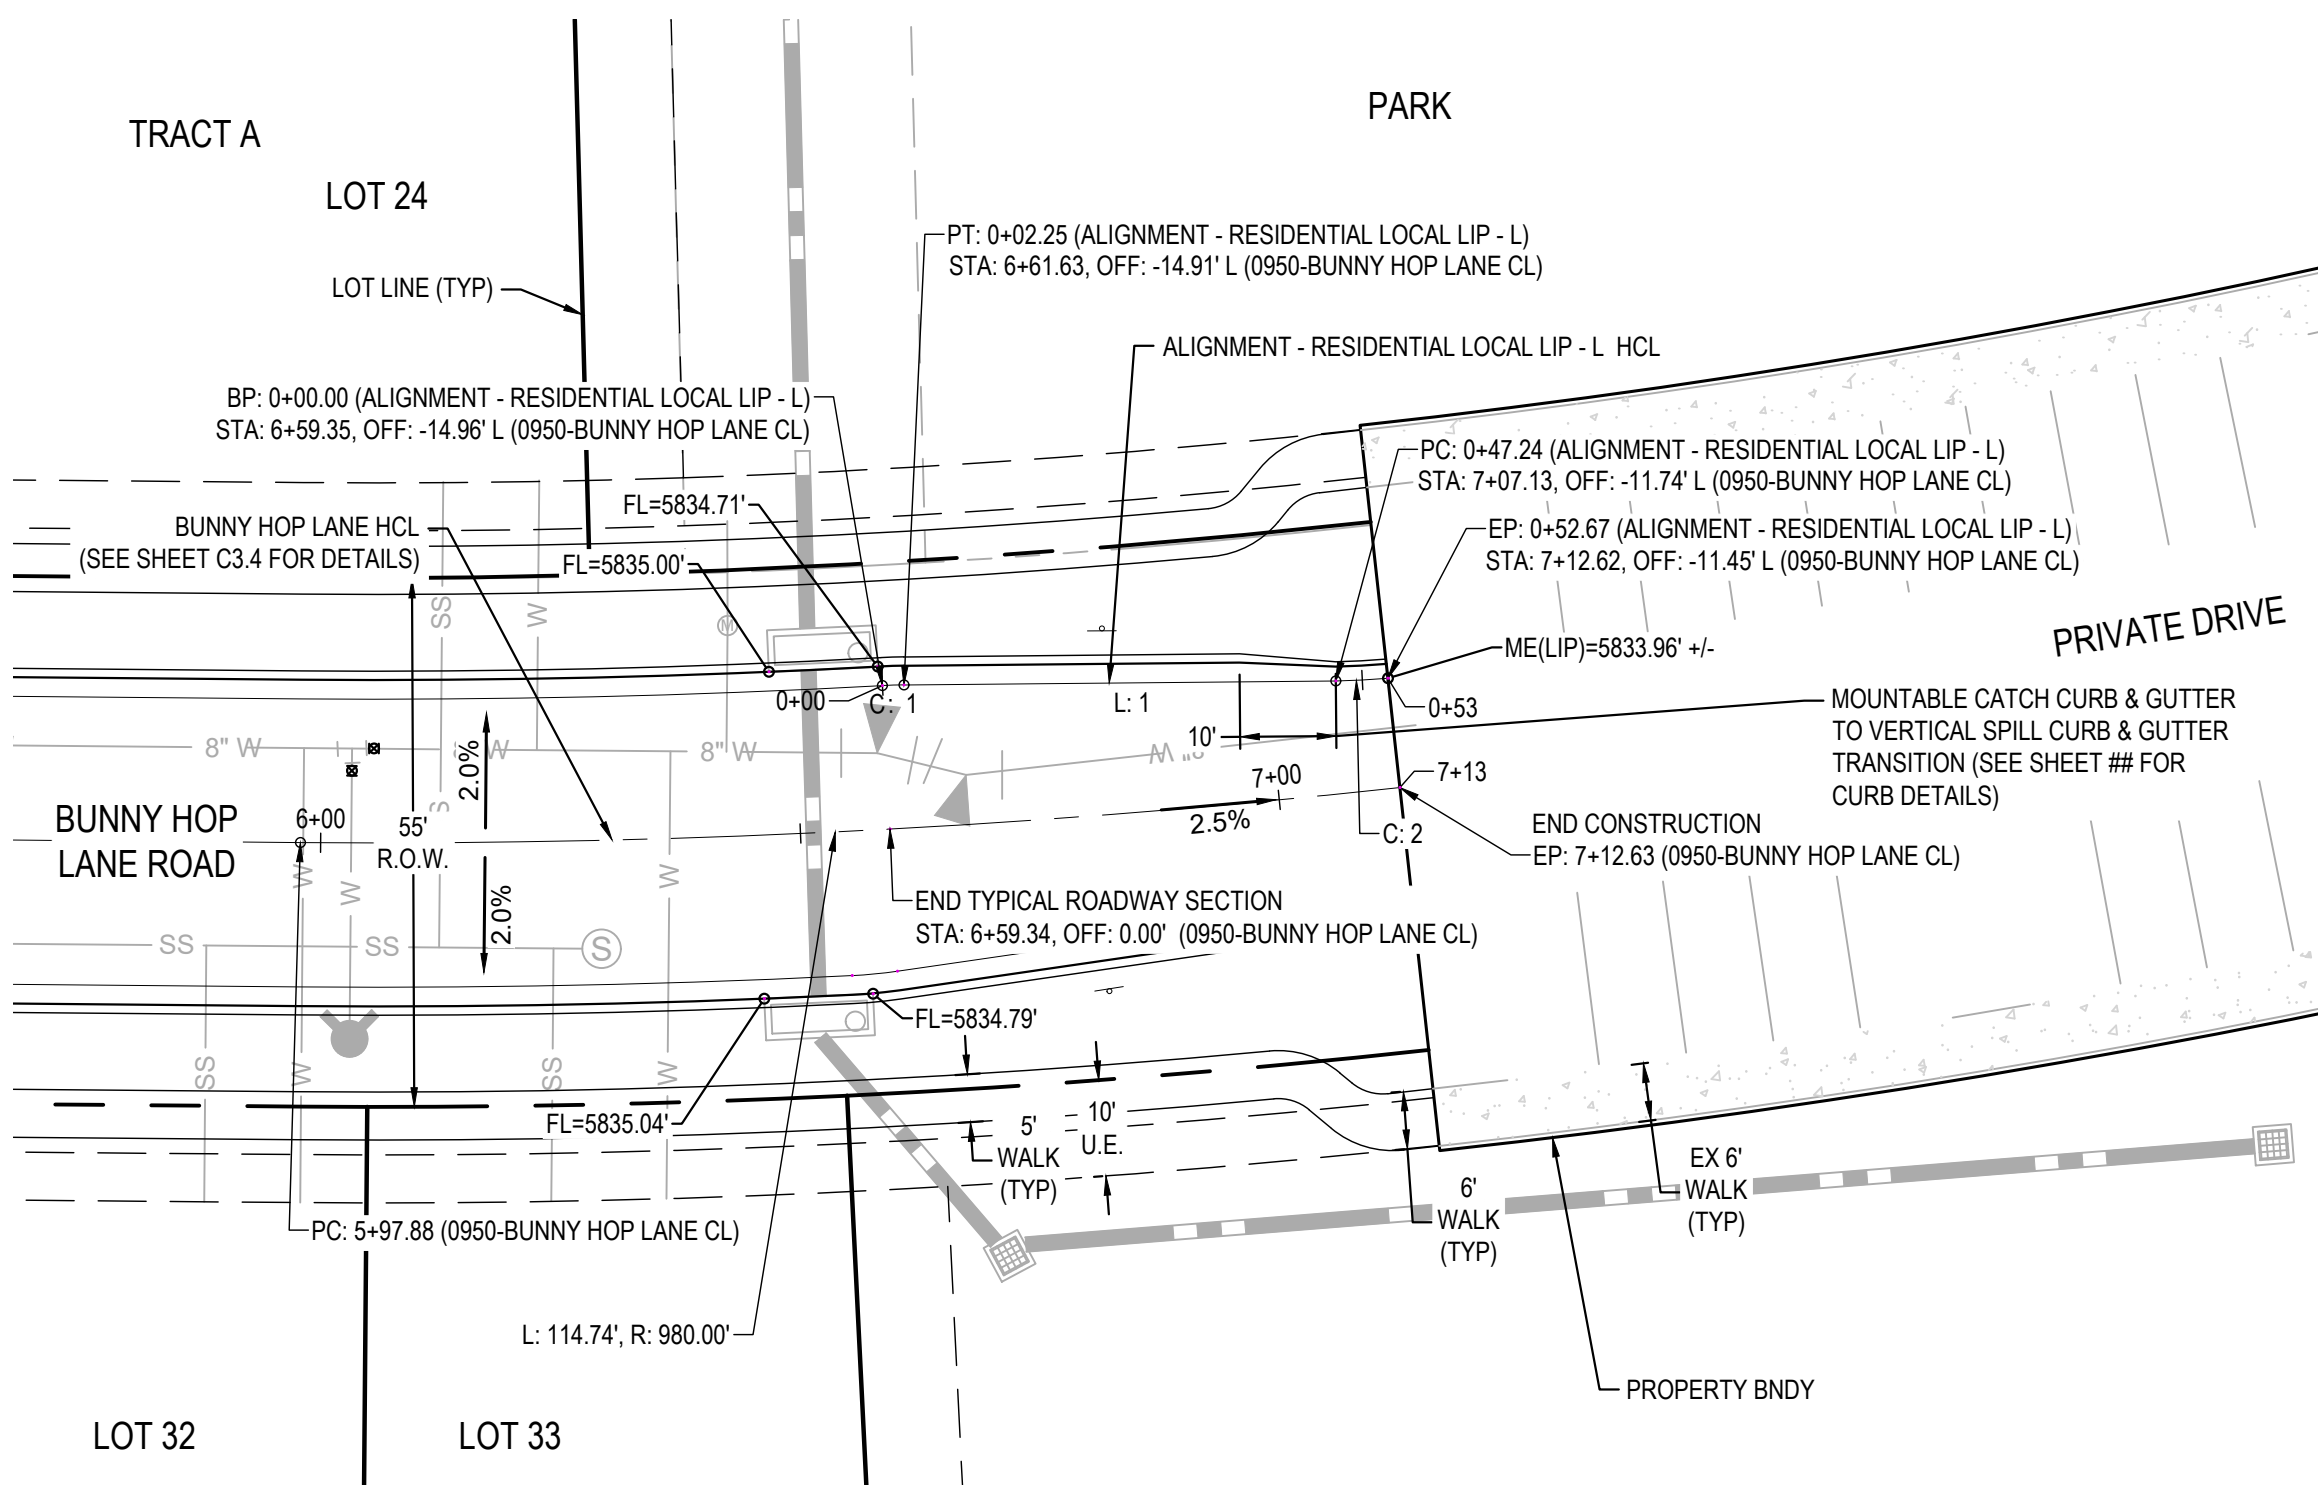 PARK
TRACT A
LOT 24
PT: 0+02.25 (ALIGNMENT - RESIDENTIAL LOCAL LIP - L)
STA: 6+61.63, OFF: -14.91' L (0950-BUNNY HOP LANE CL)
LOT LINE (TYP)
ALIGNMENT - RESIDENTIAL LOCAL LIP - L HCL
BP: 0+00.00 (ALIGNMENT - RESIDENTIAL LOCAL LIP - L)
STA: 6+59.35, OFF: -14.96' L (0950-BUNNY HOP LANE CL)
PC: 0+47.24 (ALIGNMENT - RESIDENTIAL LOCAL LIP - L)
STA: 7+07.13, OFF: -11.74' L (0950-BUNNY HOP LANE CL)
FL=5834.71'
BUNNY HOP LANE HCL
(SEE SHEET C3.4 FOR DETAILS)
EP: 0+52.67 (ALIGNMENT - RESIDENTIAL LOCAL LIP - L)
STA: 7+12.62, OFF: -11.45' L (0950-BUNNY HOP LANE CL)
FL=5835.00'
SS
W
M
PRIVATE DRIVE
ME(LIP)=5833.96' +/-
0+00
C: 1
L: 1
0+53
MOUNTABLE CATCH CURB & GUTTER
TO VERTICAL SPILL CURB & GUTTER
TRANSITION (SEE SHEET ## FOR
CURB DETAILS)
10'
8" W
W
8" W
8" W
2.0%
S
7+00
7+13
BUNNY HOP
LANE ROAD
6+00
55'
R.O.W.
2.5%
C: 2
END CONSTRUCTION
EP: 7+12.63 (0950-BUNNY HOP LANE CL)
W
W
W
2.0%
END TYPICAL ROADWAY SECTION
STA: 6+59.34, OFF: 0.00' (0950-BUNNY HOP LANE CL)
SS
SS
S
FL=5834.79'
SS
W
SS
W
FL=5835.04'
5'
WALK
(TYP)
10'
U.E.
6'
WALK
(TYP)
EX 6'
WALK
(TYP)
PC: 5+97.88 (0950-BUNNY HOP LANE CL)
L: 114.74', R: 980.00'
PROPERTY BNDY
LOT 32
LOT 33